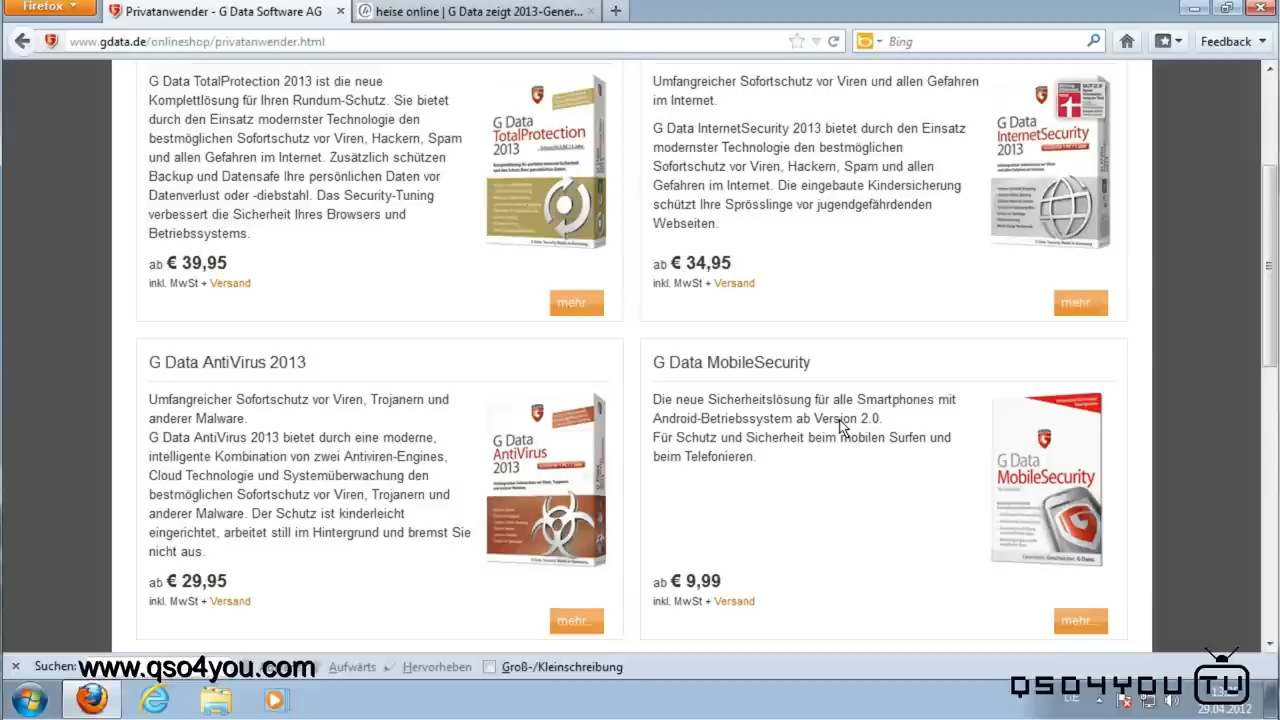 Firefox
Privatanwender - G Data Software AG
heise online | G Data zeigt 2013-Gener...
www.gdata.de/onlineshop/privatanwender.html
Bing
Feedback
G Data TotalProtection 2013 ist die neue
Komplettlösung für Ihren Rundum-Schutz. Sie bietet
durch den Einsatz modernster Technologie den
bestmöglichen Sofortschutz vor Viren, Hackern, Spam
und allen Gefahren im Internet. Zusätzlich schützen
Backup und Datensafe Ihre persönlichen Daten vor
Datenverlust oder -diebstahl. Das Security-Tuning
verbessert die Sicherheit Ihres Browsers und
Betriebssystems.
G Data
TotalProtection
2013
ab € 39,95
inkl. MwSt + Versand
mehr...
Umfangreicher Sofortschutz vor Viren und allen Gefahren
im Internet.
G Data InternetSecurity 2013 bietet durch den Einsatz
modernster Technologie den bestmöglichen
Sofortschutz vor Viren, Hackern, Spam und allen
Gefahren im Internet. Die eingebaute Kindersicherung
schützt Ihre Sprösslinge vor jugendgefährdenden
Webseiten.
G Data
InternetSecurity
2013
ab € 34,95
inkl. MwSt + Versand
mehr...
G Data AntiVirus 2013
Umfangreicher Sofortschutz vor Viren, Trojanern und
anderer Malware.
G Data AntiVirus 2013 bietet durch eine moderne,
intelligente Kombination von zwei Antiviren-Engines,
Cloud Technologie und Systemüberwachung den
bestmöglichen Sofortschutz vor Viren, Trojanern und
anderer Malware. Der Schutz ist kinderleicht
eingerichtet, arbeitet still im Hintergrund und bremst Sie
nicht aus.
G Data
AntiVirus
2013
ab € 29,95
inkl. MwSt + Versand
mehr...
G Data MobileSecurity
Die neue Sicherheitslösung für alle Smartphones mit
Android-Betriebssystem ab Version 2.0.
Für Schutz und Sicherheit beim mobilen Surfen und
beim Telefonieren.
G Data
MobileSecurity
ab € 9,99
inkl. MwSt + Versand
mehr...
Suchen:
www.qso4you.com
Aufwärts
Hervorheben
Groß-/Kleinschreibung
QSO4YOU TV
DE
29.04.2012